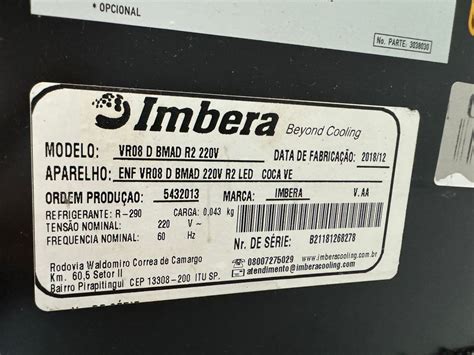 * OPCIONAL
No. PARTE: 3038030
Imbera
Beyond Cooling
MODELO: VR08 D BMAD R2 220V
DATA DE FABRICAÇÃO: 2018/12
APARELHO: ENF VR08 D BMAD 220V R2 LED COCA VE
ORDEM PRODUÇAO: 5432013 MARCA: IMBERA V.AA
REFRIGERANTE: R-290 CARGA: 0,043 kg
TENSÃO NOMINAL: 220 V~
FREQUENCIA NOMINAL: 60 Hz
Nr. DE SÉRIE: B21181268278
Rodovia Waldomiro Correa de Camargo
Km. 60,5 Setor II
Bairro Pirapitingui CEP 13308-200 ITU SP.
08007275029
atendimento@imberacooling.com
imberacooling.com